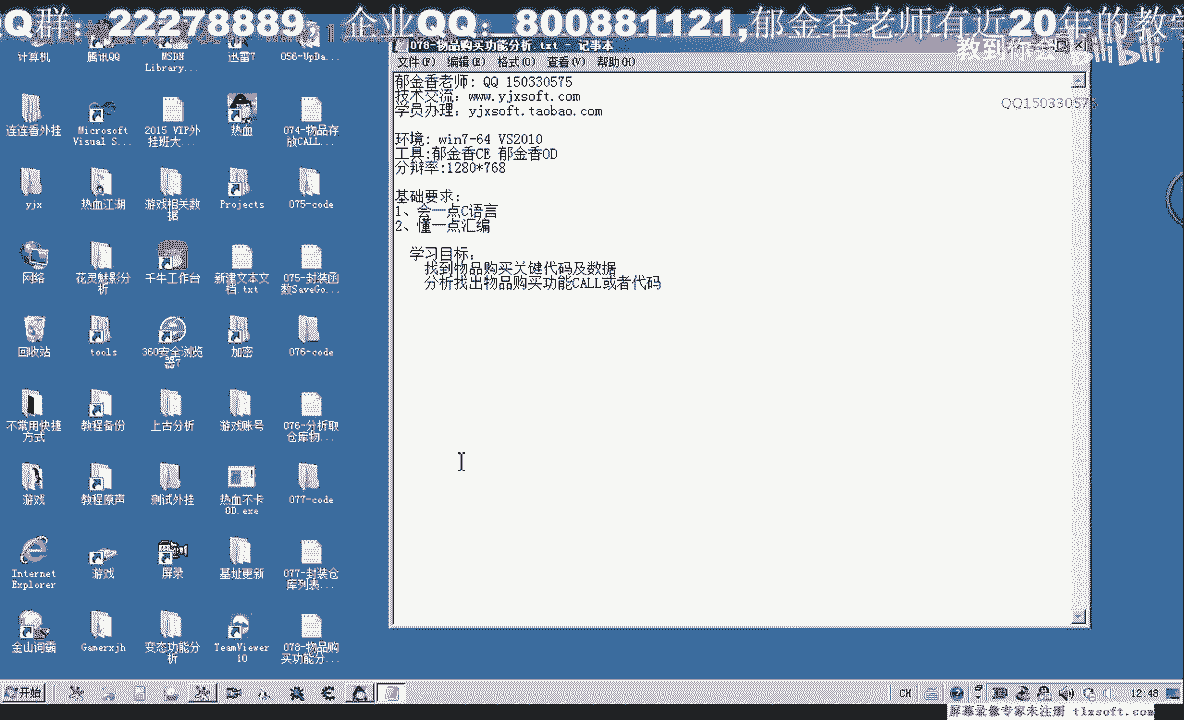 Q群: 22278889 企业QQ: 800881121,郁金香老师有近20年的教学
078-物品购买功能分析.txt - 记事本
教到你会 bilibili
文件(F) 编辑(E) 格式(O) 查看(V) 帮助(H)
郁金香老师: QQ 150330575
技术交流: www.yjxsoft.com
学员办理: yjxsoft.taobao.com
QQ150330575
环境: win7-64 VS2010
工具:郁金香CE 郁金香OD
分辩率:1280*768
基础要求:
1、会一点C语言
2、懂一点汇编
学习目标:
找到物品购买关键代码及数据
分析找出物品购买功能CALL或者代码
计算机 腾讯QQ MSDN Library... 迅雷7 056-UpDa...
连连看外挂 Microsoft Visual S... 2015 VIP外挂班大... 热血 074-物品存放CALL...
yjx 热血江湖 游戏相关数据 Projects 075-code
网络 花灵魅影分析 千牛工作台 新建文本文档.txt 075-封装函数SaveGo...
回收站 tools 360安全浏览器7 加密 076-code
不常用快捷方式 教程备份 上古分析 游戏账号 076-分析取仓库物...
游戏 教程原声 测试外挂 热血不卡OD.exe 077-code
Internet Explorer 游戏 屏录 基址更新 077-封装仓库列表...
金山词霸 Gamerxjh 变态功能分析 TeamViewer 10 078-物品购买功能分...
开始 CH 12:48
屏幕录像专家未注册 tlxsoft.com